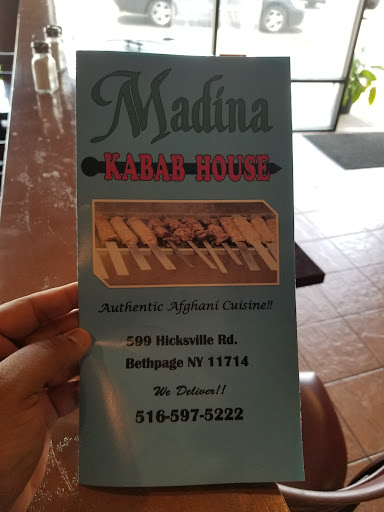 Madina
KABAB HOUSE
Authentic Afghani Cuisine!!
599 Hicksville Rd.
Bethpage NY 11714
We Deliver!!
516-597-5222